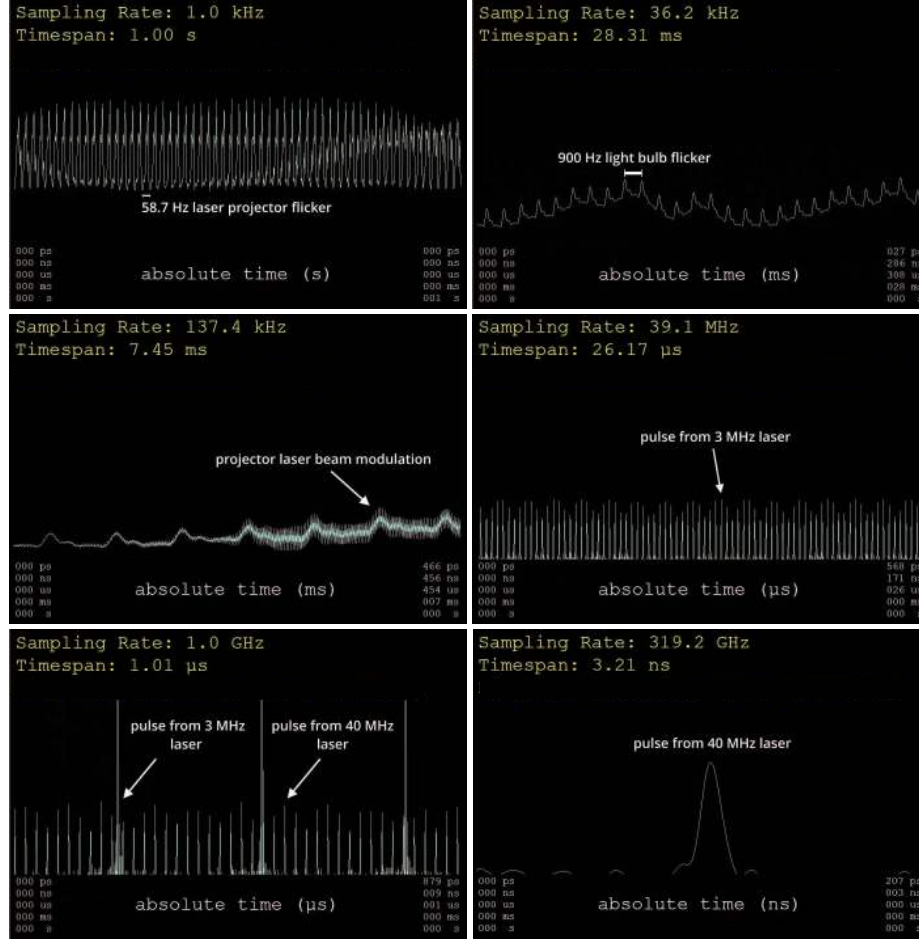 Sampling Rate: 1.0 kHz
Timespan: 1.00 s
58.7 Hz laser projector flicker
000 ps
000 ns
000 us
000 ms
000 s
absolute time (s)
000 ps
000 ns
000 us
000 ms
001 s
Sampling Rate: 36.2 kHz
Timespan: 28.31 ms
900 Hz light bulb flicker
000 ps
000 ns
000 us
000 ms
000 s
absolute time (ms)
027 ps
286 ns
308 us
028 ms
000 s
Sampling Rate: 137.4 kHz
Timespan: 7.45 ms
projector laser beam modulation
000 ps
000 ns
000 us
000 ms
000 s
absolute time (ms)
466 ps
456 ns
454 us
007 ms
000 s
Sampling Rate: 39.1 MHz
Timespan: 26.17 µs
pulse from 3 MHz laser
000 ps
000 ns
000 us
000 ms
000 s
absolute time (µs)
568 ps
171 ns
026 us
000 ms
000 s
Sampling Rate: 1.0 GHz
Timespan: 1.01 µs
pulse from 3 MHz
laser
pulse from 40 MHz
laser
000 ps
000 ns
000 us
000 ms
000 s
absolute time (µs)
879 ps
009 ns
001 us
000 ms
000 s
Sampling Rate: 319.2 GHz
Timespan: 3.21 ns
pulse from 40 MHz laser
000 ps
000 ns
000 us
000 ms
000 s
absolute time (ns)
207 ps
003 ns
000 us
000 ms
000 s